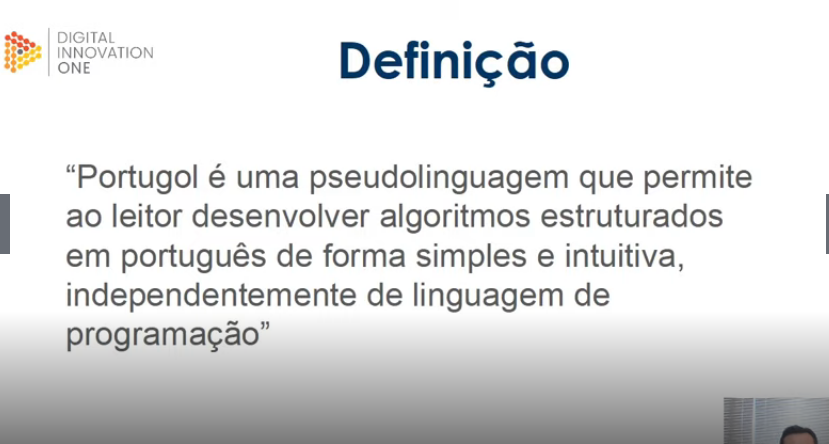 DIGITAL
INNOVATION
ONE
Definição
“Portugol é uma pseudolinguagem que permite
ao leitor desenvolver algoritmos estruturados
em português de forma simples e intuitiva,
independentemente de linguagem de
programação”